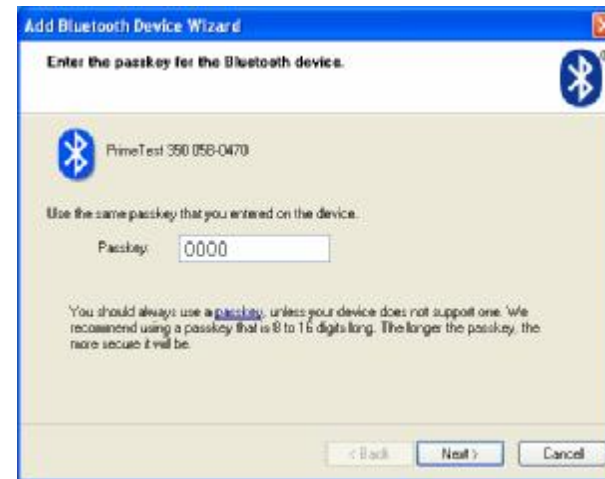 Add Bluetooth Device Wizard
Enter the passkey for the Bluetooth device.
PrimeTest 350 058-0470
Use the same passkey that you entered on the device.
Passkey:
0000
You should always use a passkey, unless your device does not support one. We
recommend using a passkey that is 8 to 16 digits long. The longer the passkey, the
more secure it will be.
< Back
Next >
Cancel